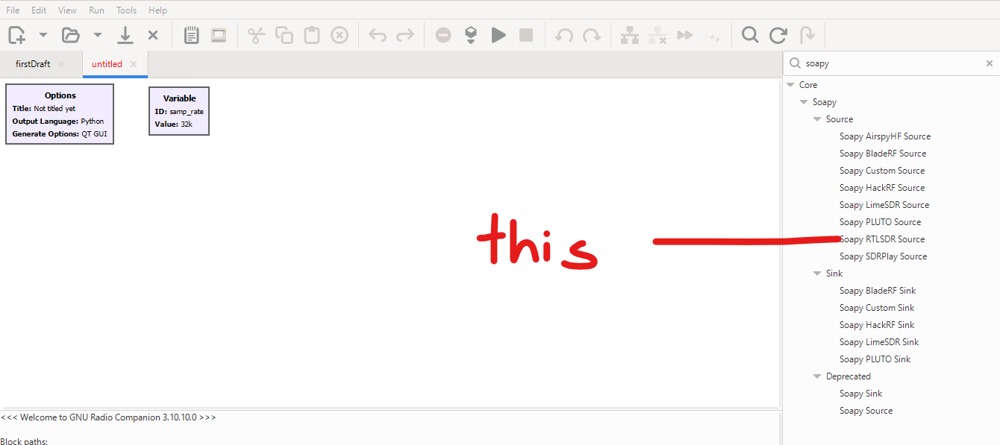 File Edit View Run Tools Help
firstDraft untitled
soapy
Options
Title: Not titled yet
Output Language: Python
Generate Options: QT GUI
Variable
ID: samp_rate
Value: 32k
this
Core
Soapy
Source
Soapy AirspyHF Source
Soapy BladeRF Source
Soapy Custom Source
Soapy HackRF Source
Soapy LimeSDR Source
Soapy PLUTO Source
Soapy RTLSDR Source
Soapy SDRPlay Source
Sink
Soapy BladeRF Sink
Soapy Custom Sink
Soapy HackRF Sink
Soapy LimeSDR Sink
Soapy PLUTO Sink
Deprecated
Soapy Sink
Soapy Source
<<< Welcome to GNU Radio Companion 3.10.10.0 >>>
Block paths: